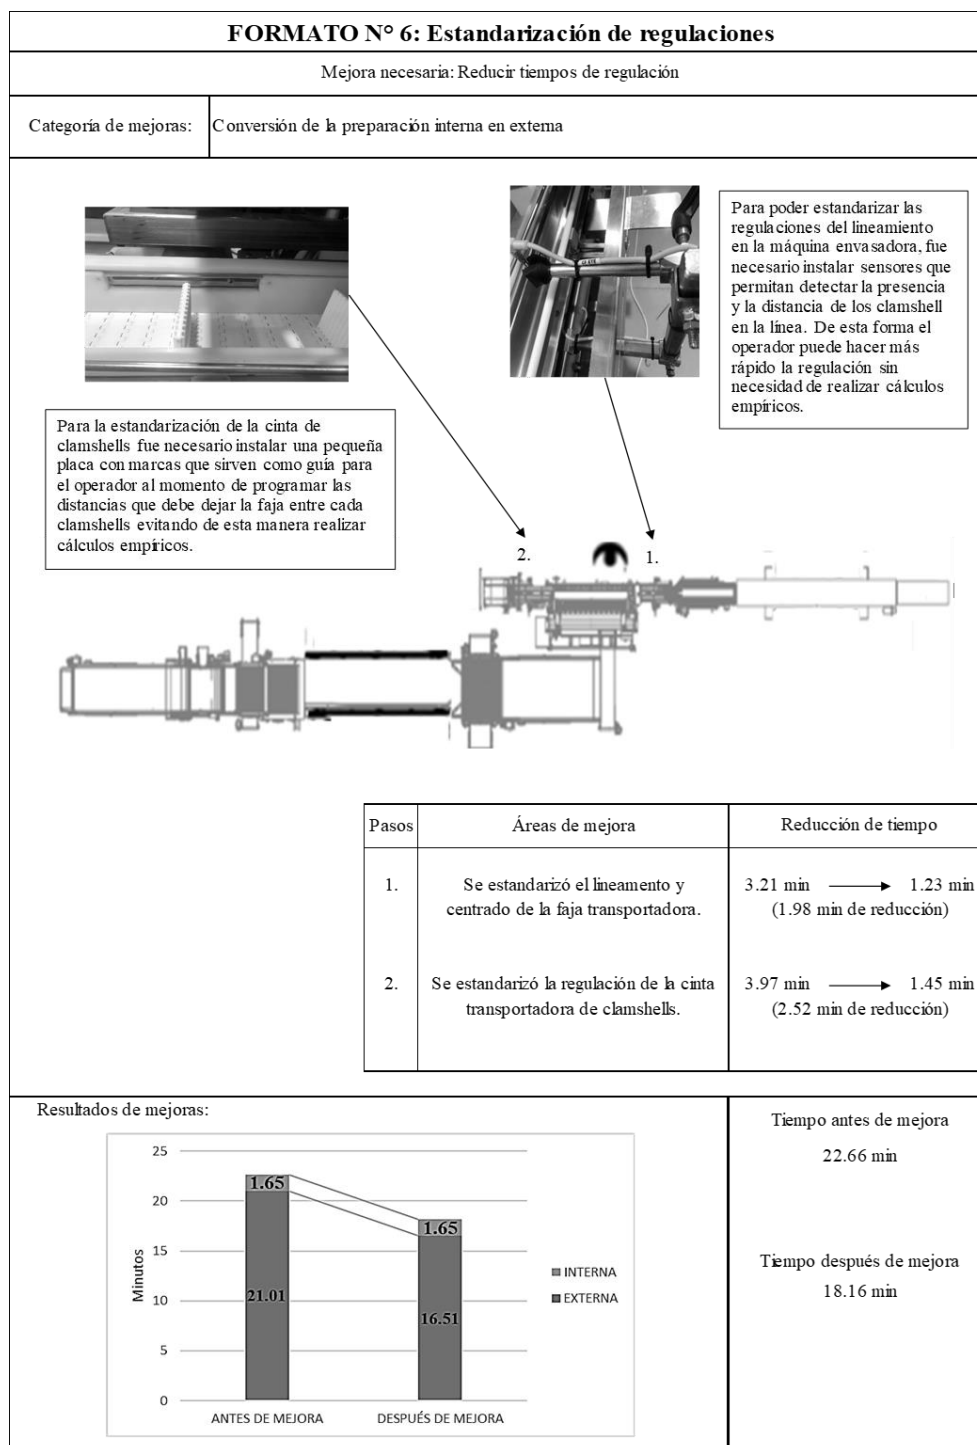 FORMATO N° 6: Estandarización de regulaciones
Mejora necesaria: Reducir tiempos de regulación
Categoría de mejoras:
Conversión de la preparación interna en externa
Para poder estandarizar las
regulaciones del lineamiento
en la máquina envasadora, fue
necesario instalar sensores que
permitan detectar la presencia
y la distancia de los clamshell
en la línea. De esta forma el
operador puede hacer más
rápido la regulación sin
necesidad de realizar cálculos
empíricos.
Para la estandarización de la cinta de
clamshells fue necesario instalar una pequeña
placa con marcas que sirven como guía para
el operador al momento de programar las
distancias que debe dejar la faja entre cada
clamshells evitando de esta manera realizar
cálculos empíricos.
2.
1.
Pasos
Áreas de mejora
Reducción de tiempo
1.
Se estandarizó el lineamento y
centrado de la faja transportadora.
3.21 min
1.23 min
(1.98 min de reducción)
2.
Se estandarizó la regulación de la cinta
transportadora de clamshells.
3.97 min
1.45 min
(2.52 min de reducción)
Resultados de mejoras:
25
20
15
10
5
0
Minutos
1.65
21.01
1.65
16.51
ANTES DE MEJORA
DESPUÉS DE MEJORA
INTERNA
EXTERNA
Tiempo antes de mejora
22.66 min
Tiempo después de mejora
18.16 min